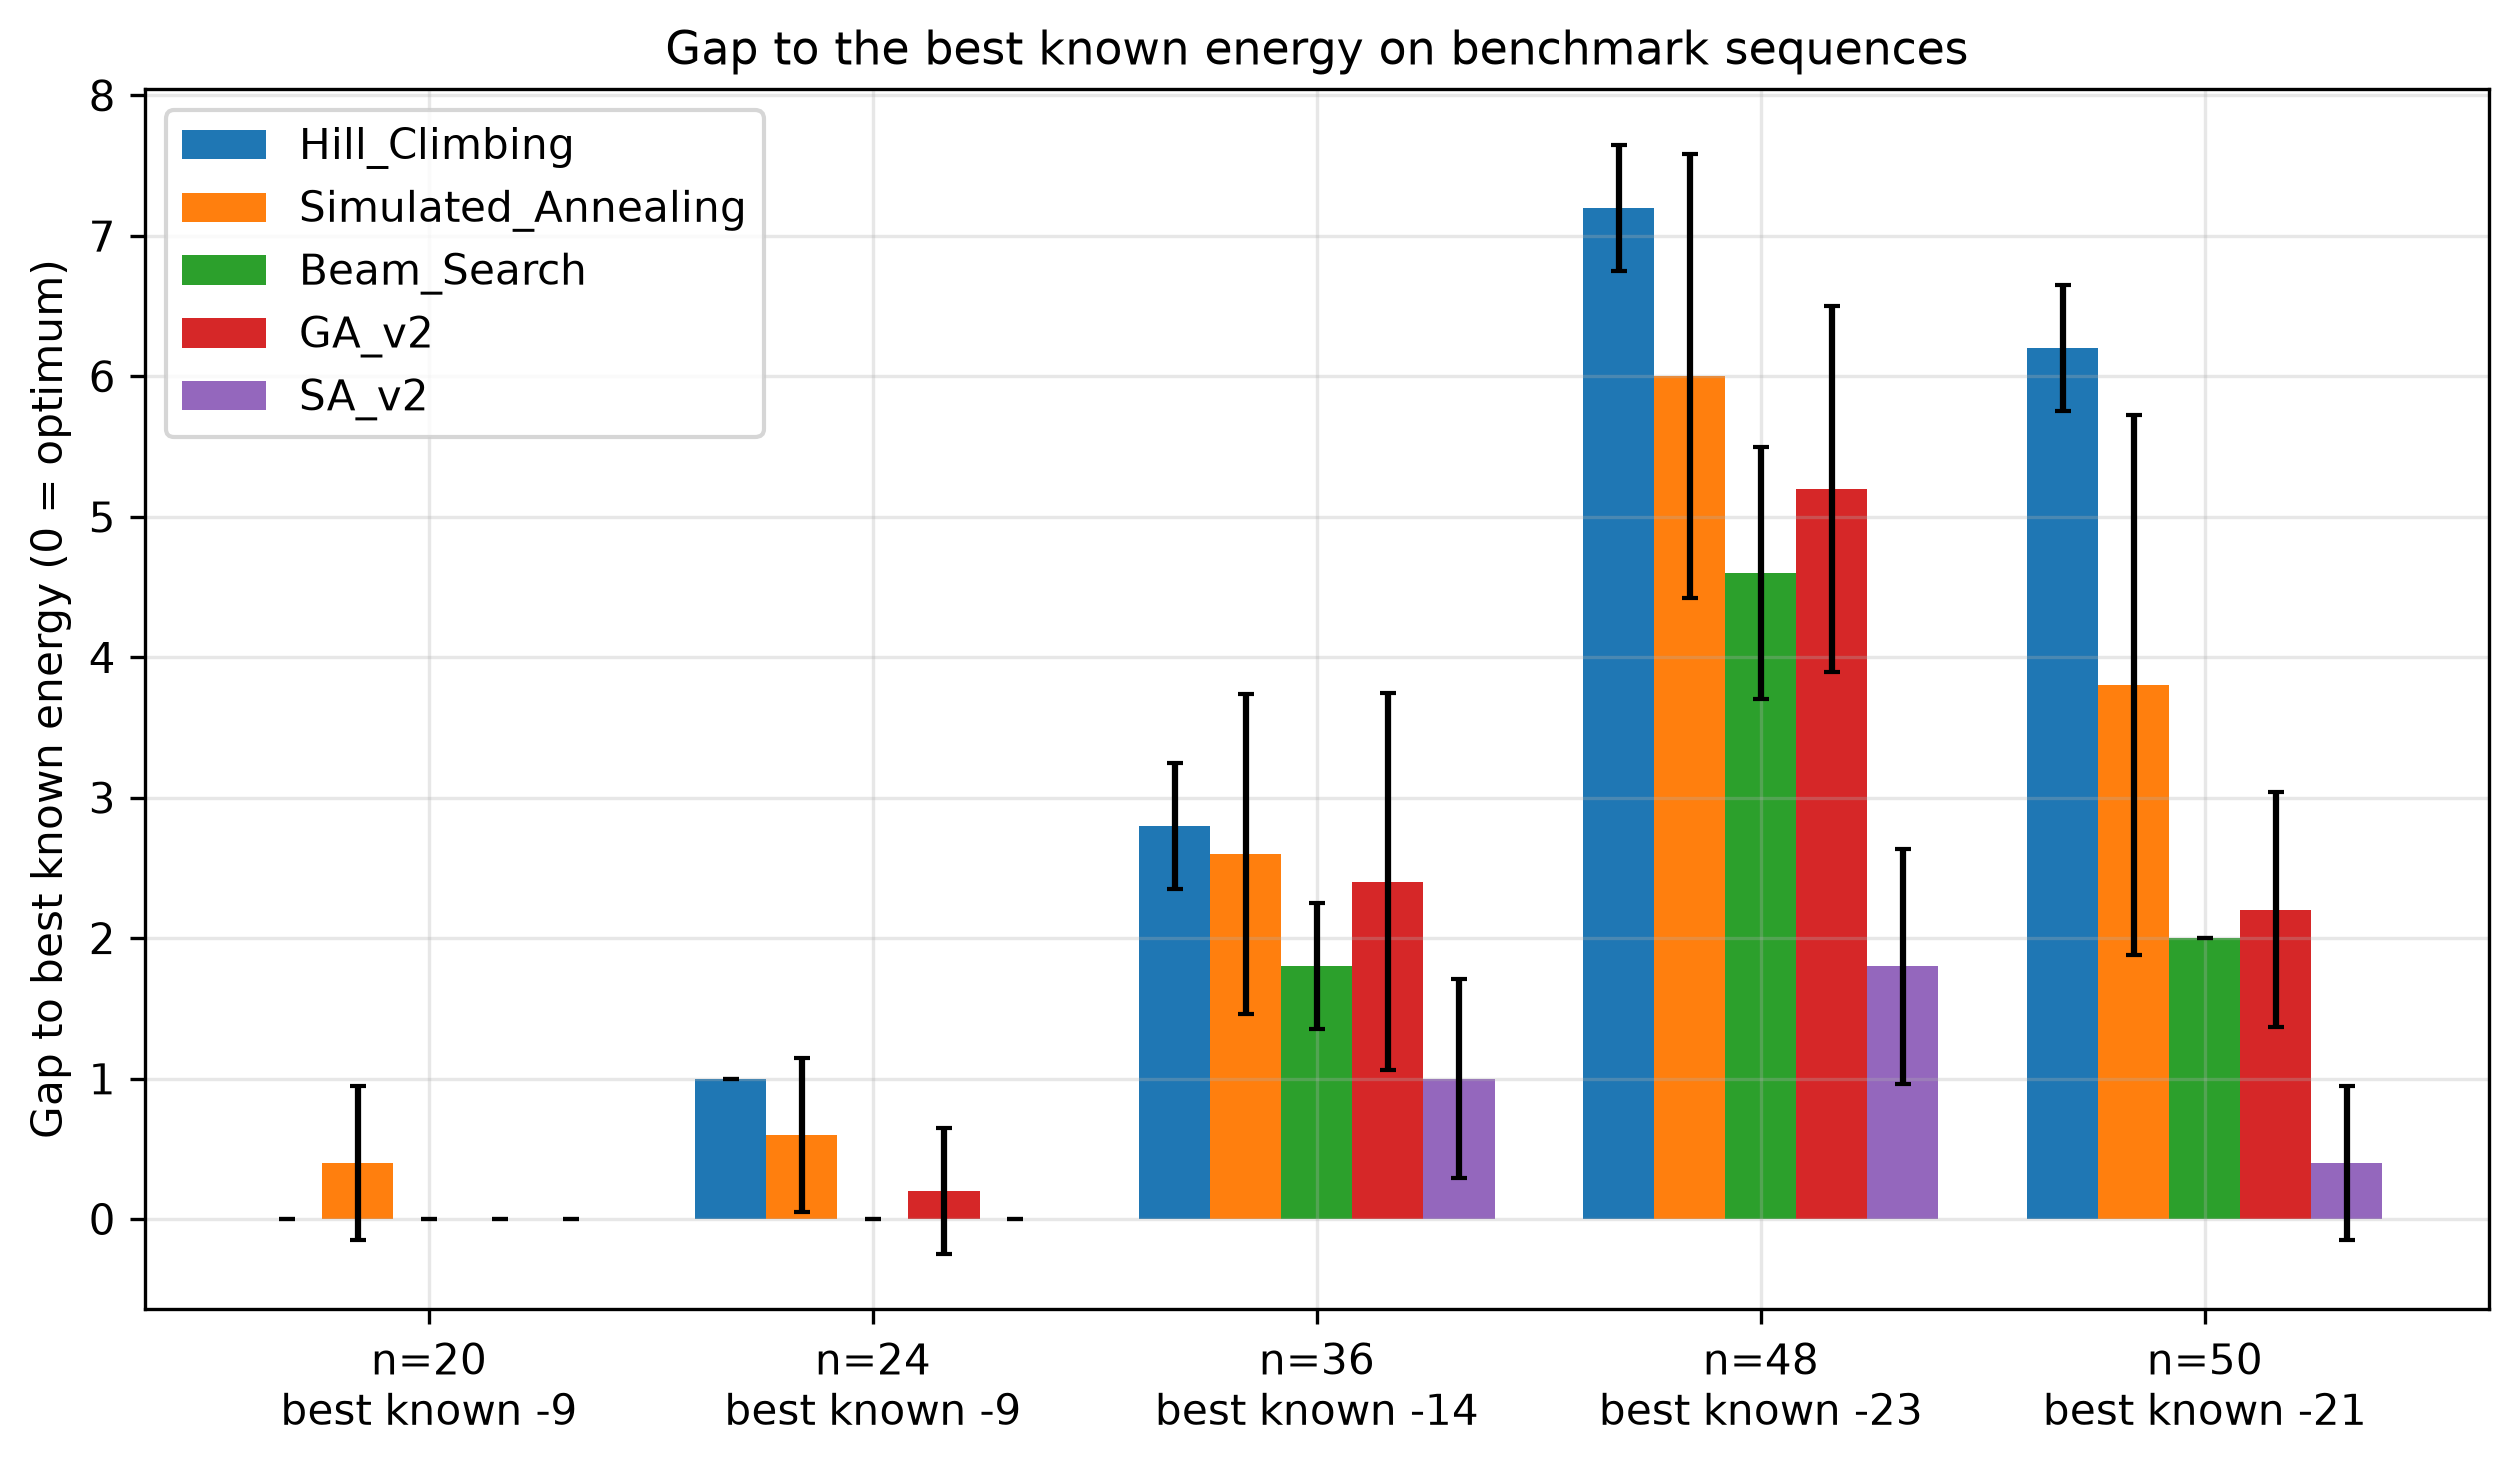 Gap to the best known energy on benchmark sequences
Gap to best known energy (0 = optimum)
8
7
6
5
4
3
2
1
0
Hill_Climbing
Simulated_Annealing
Beam_Search
GA_v2
SA_v2
n=20
best known -9
n=24
best known -9
n=36
best known -14
n=48
best known -23
n=50
best known -21